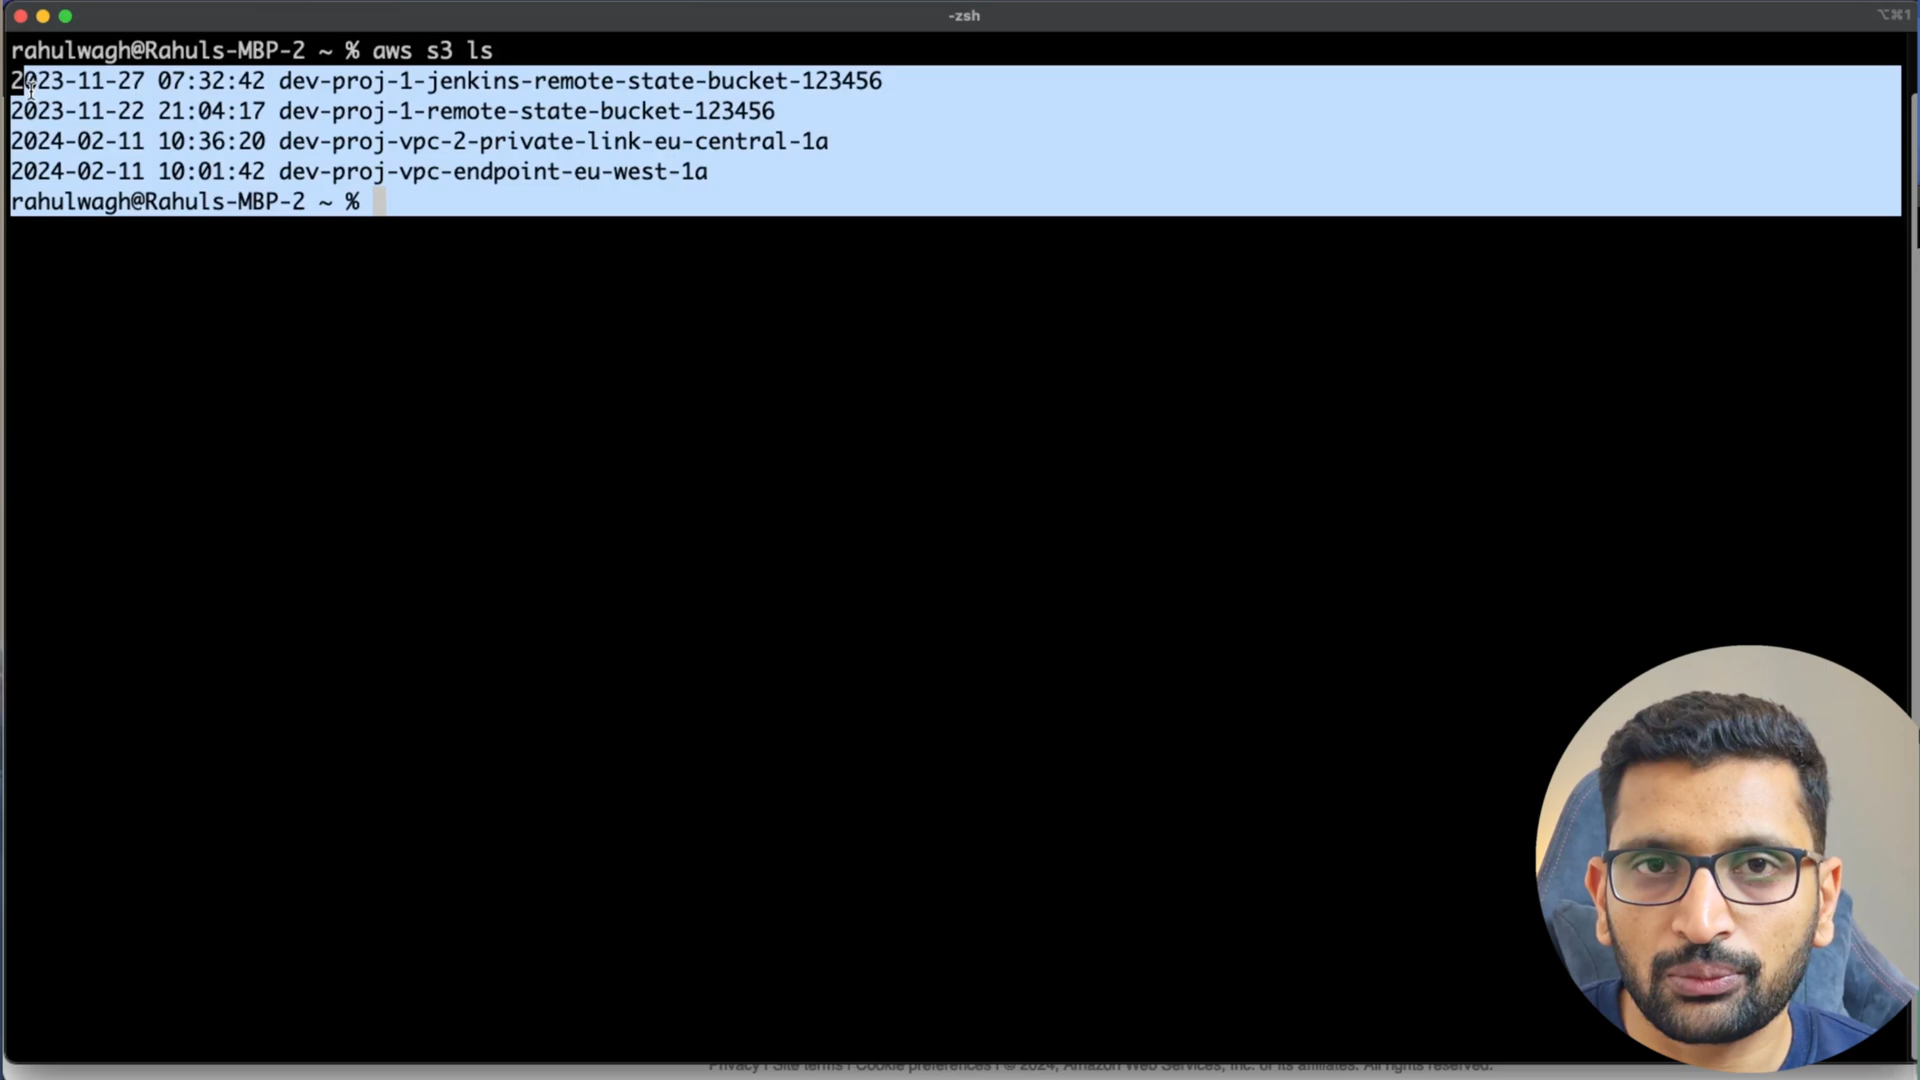 -zsh
⌥⌘1
rahulwagh@Rahuls-MBP-2 ~ % aws s3 ls
2023-11-27 07:32:42 dev-proj-1-jenkins-remote-state-bucket-123456
2023-11-22 21:04:17 dev-proj-1-remote-state-bucket-123456
2024-02-11 10:36:20 dev-proj-vpc-2-private-link-eu-central-1a
2024-02-11 10:01:42 dev-proj-vpc-endpoint-eu-west-1a
rahulwagh@Rahuls-MBP-2 ~ %
Privacy | Site terms | Cookie preferences | © 2024, Amazon Web Services, Inc. or its affiliates. All rights reserved.